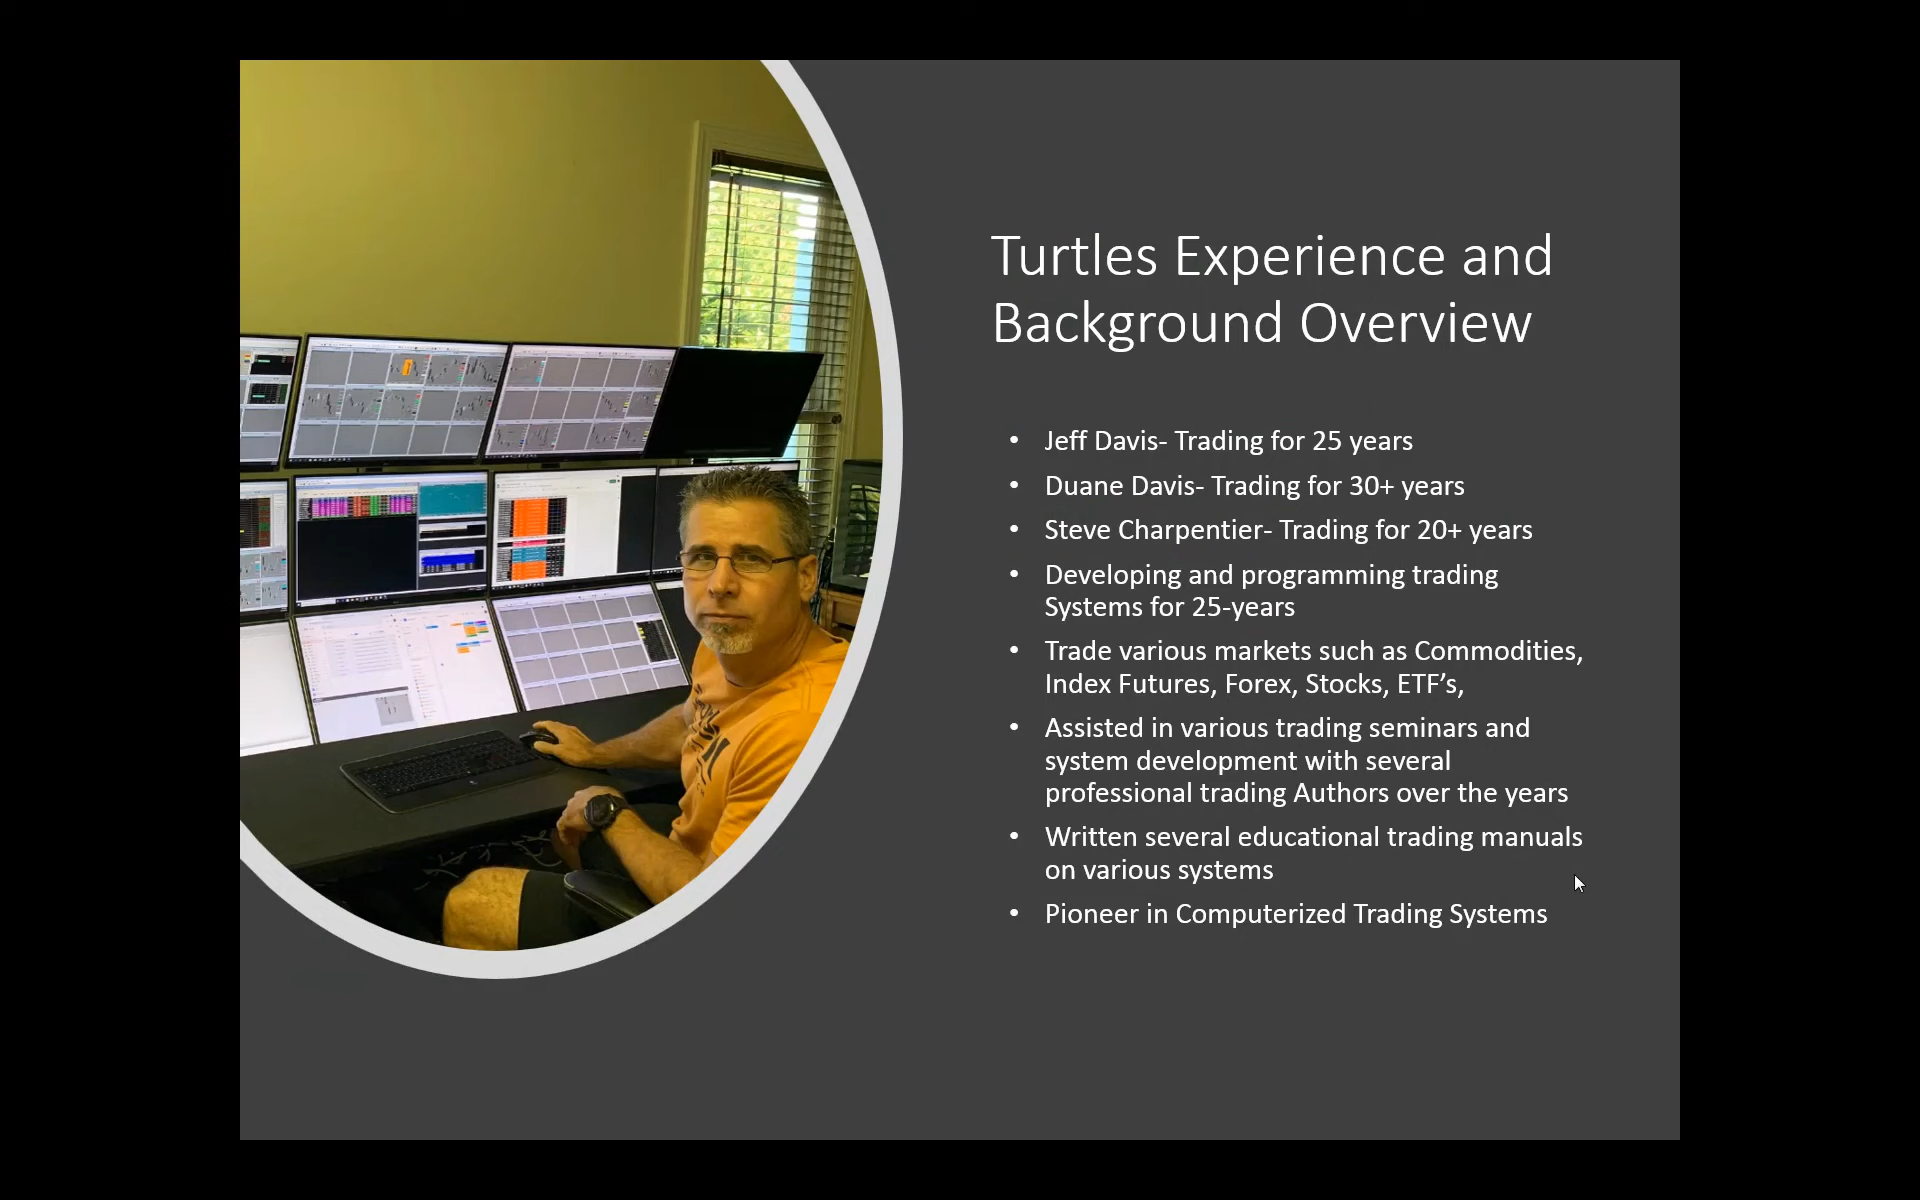 Turtles Experience and
Background Overview
• Jeff Davis- Trading for 25 years
• Duane Davis- Trading for 30+ years
• Steve Charpentier- Trading for 20+ years
• Developing and programming trading
Systems for 25-years
• Trade various markets such as Commodities,
Index Futures, Forex, Stocks, ETF’s,
• Assisted in various trading seminars and
system development with several
professional trading Authors over the years
• Written several educational trading manuals
on various systems
• Pioneer in Computerized Trading Systems